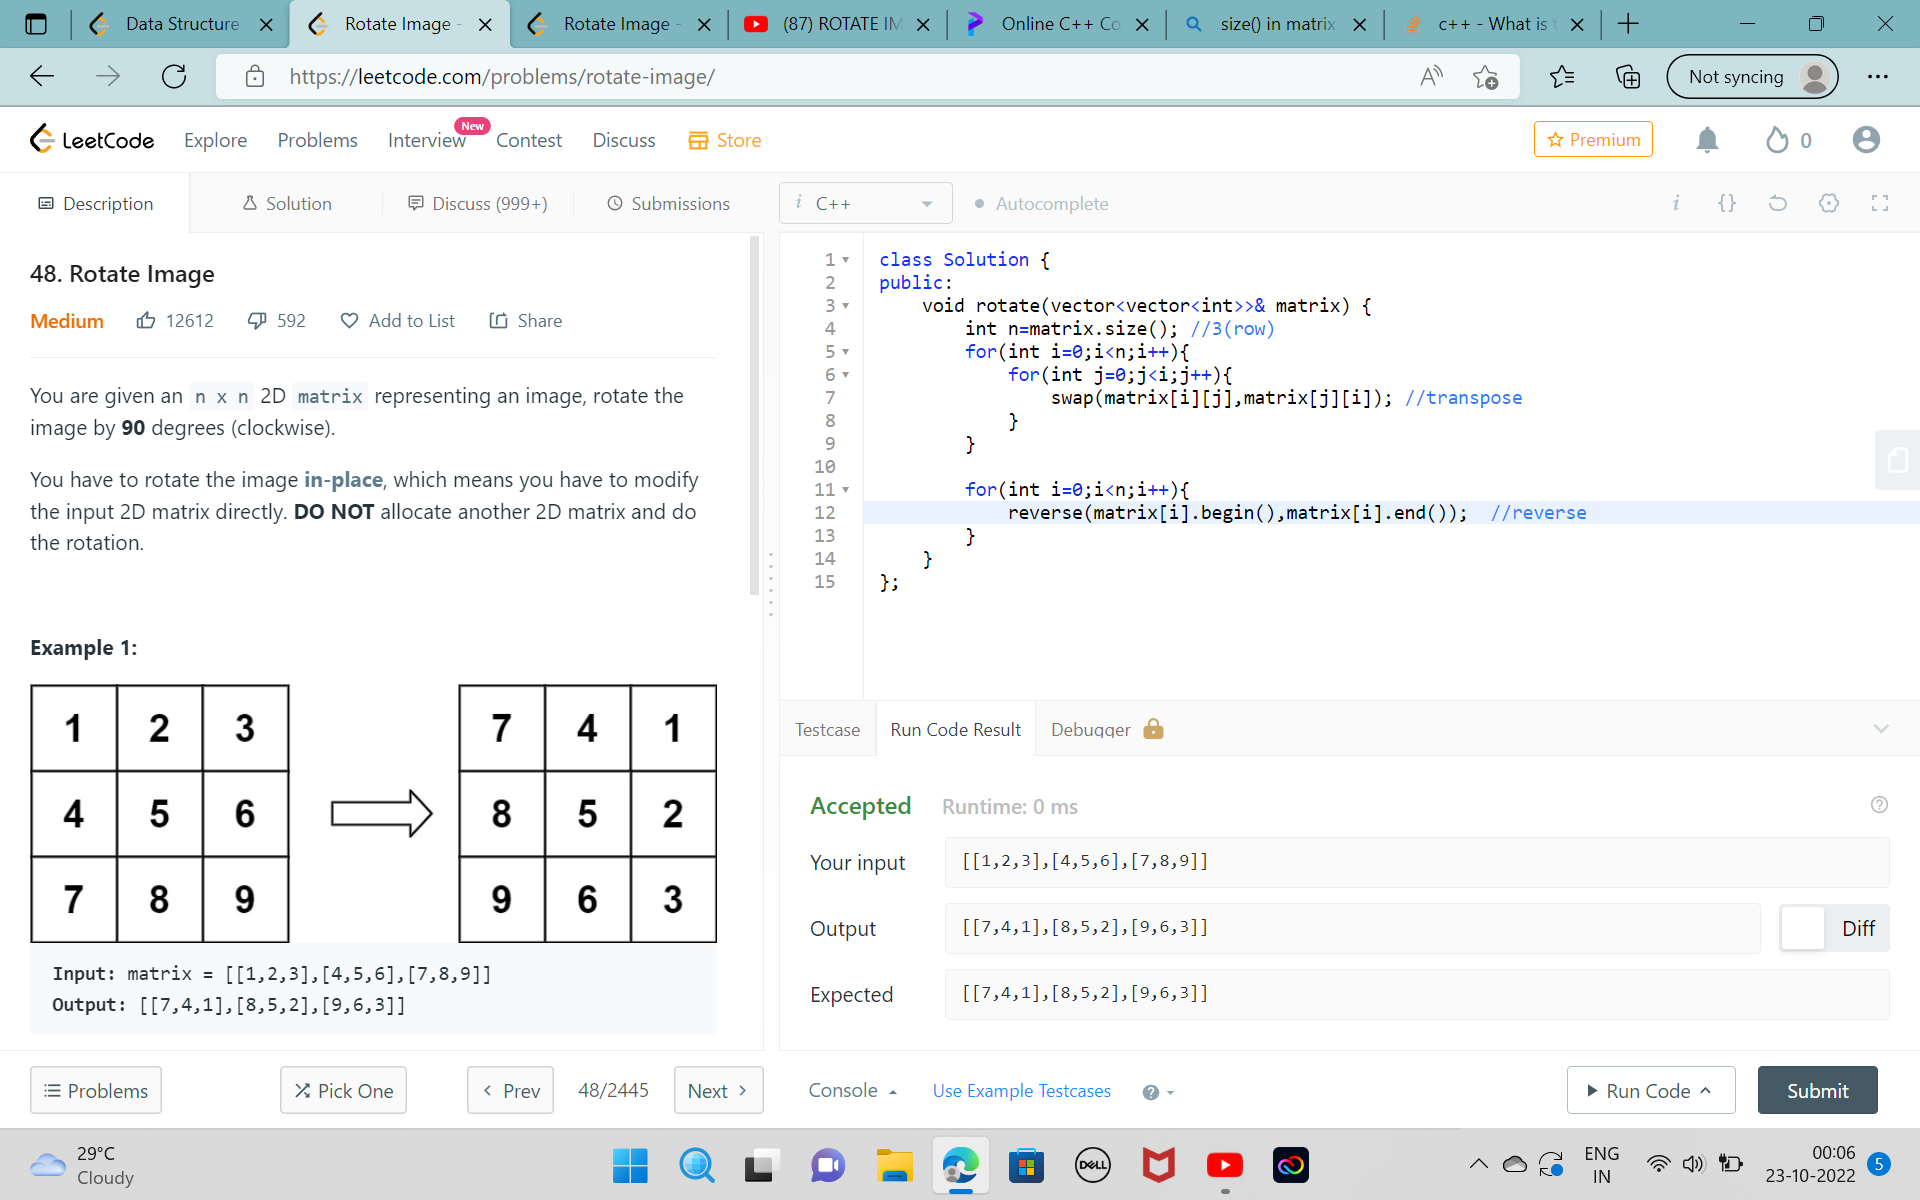 Data Structure
Rotate Image -
Rotate Image -
(87) ROTATE IM
Online C++ Co
size() in matrix
c++ - What is t
https://leetcode.com/problems/rotate-image/
Not syncing
LeetCode
Explore
Problems
Interview
New
Contest
Discuss
Store
Premium
0
Description
Solution
Discuss (999+)
Submissions
i C++
Autocomplete
i
{}
48. Rotate Image
Medium 12612 592 Add to List Share
You are given an n x n 2D matrix representing an image, rotate the
image by 90 degrees (clockwise).
You have to rotate the image in-place, which means you have to modify
the input 2D matrix directly. DO NOT allocate another 2D matrix and do
the rotation.
Example 1:
1 2 3
4 5 6
7 8 9
7 4 1
8 5 2
9 6 3
Input: matrix = [[1,2,3],[4,5,6],[7,8,9]]
Output: [[7,4,1],[8,5,2],[9,6,3]]
1 class Solution {
2 public:
3 void rotate(vector<vector<int>>& matrix) {
4 int n=matrix.size(); //3(row)
5 for(int i=0;i<n;i++){
6 for(int j=0;j<i;j++){
7 swap(matrix[i][j],matrix[j][i]); //transpose
8 }
9 }
10
11 for(int i=0;i<n;i++){
12 reverse(matrix[i].begin(),matrix[i].end()); //reverse
13 }
14 }
15 };
Testcase
Run Code Result
Debugger
Accepted Runtime: 0 ms
Your input [[1,2,3],[4,5,6],[7,8,9]]
Output [[7,4,1],[8,5,2],[9,6,3]]
Diff
Expected [[7,4,1],[8,5,2],[9,6,3]]
Problems
Pick One
Prev
48/2445
Next
Console
Use Example Testcases
Run Code
Submit
29°C
Cloudy
DELL
ENG
IN
00:06
23-10-2022
5